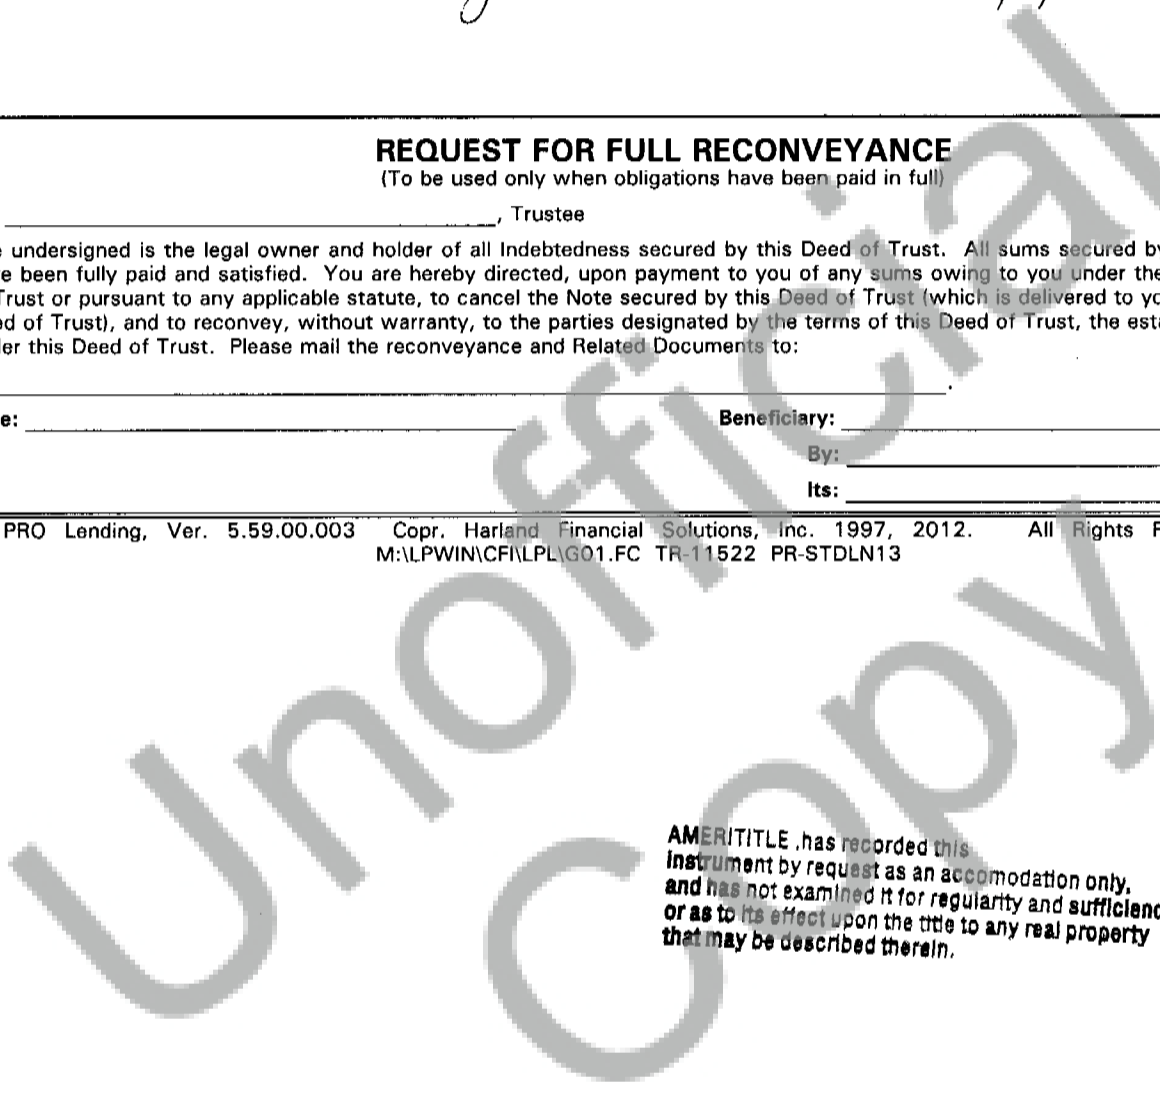 REQUEST FOR FULL RECONVEYANCE
(To be used only when obligations have been paid in full)
, Trustee
undersigned is the legal owner and holder of all Indebtedness secured by this Deed of Trust. All sums secured by
e been fully paid and satisfied. You are hereby directed, upon payment to you of any sums owing to you under the
Trust or pursuant to any applicable statute, to cancel the Note secured by this Deed of Trust (which is delivered to yo
ed of Trust), and to reconvey, without warranty, to the parties designated by the terms of this Deed of Trust, the esta
er this Deed of Trust. Please mail the reconveyance and Related Documents to:
e:
Beneficiary:
By:
Its:
PRO Lending, Ver. 5.59.00.003 Copr. Harland Financial Solutions, Inc. 1997, 2012. All Rights
M:\LPWIN\CFI\LPL\G01.FC TR-11522 PR-STDLN13
AMERITITLE ,has recorded this
instrument by request as an accomodation only,
and has not examined it for regularity and sufficienc
or as to its effect upon the title to any real property
that may be described therein.
Unofficial
Copy